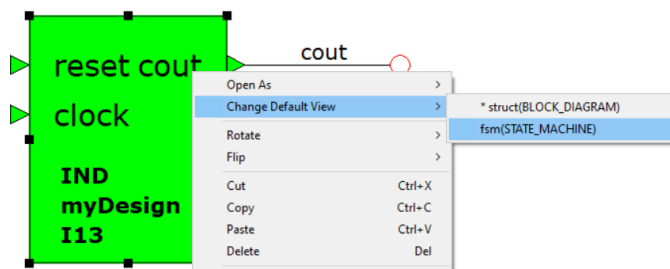 cout
reset cout
clock
IND
myDesign
I13
Open As >
Change Default View >
* struct(BLOCK_DIAGRAM)
fsm(STATE_MACHINE)
Rotate >
Flip >
Cut Ctrl+X
Copy Ctrl+C
Paste Ctrl+V
Delete Del